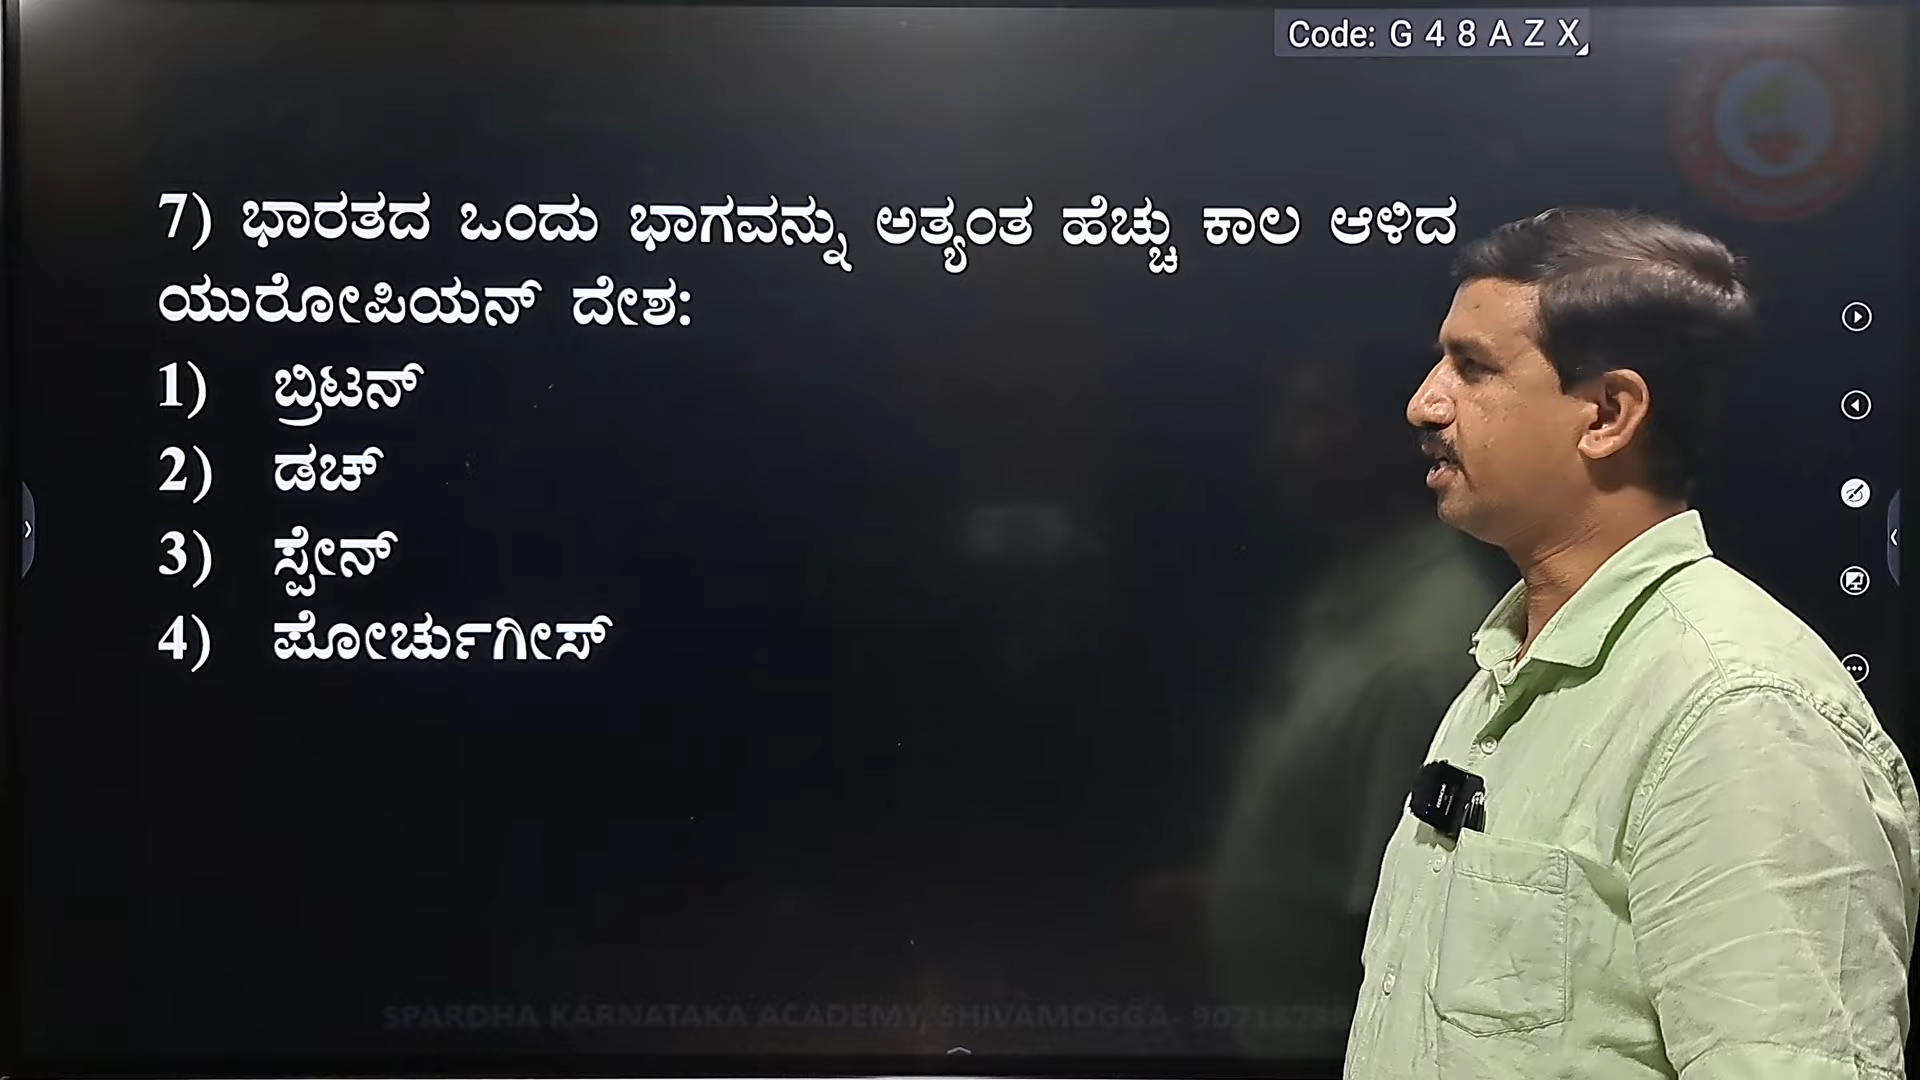 Code: G 4 8 A Z X
7) ಭಾರತದ ಒಂದು ಭಾಗವನ್ನು ಅತ್ಯಂತ ಹೆಚ್ಚು ಕಾಲ ಆಳಿದ
ಯುರೋಪಿಯನ್ ದೇಶ:
1) ಬ್ರಿಟನ್
2) ಡಚ್
3) ಸ್ಪೇನ್
4) ಪೋರ್ಚುಗೀಸ್
SPARDHA KARNATAKA ACADEMY, SHIVAMOGGA-